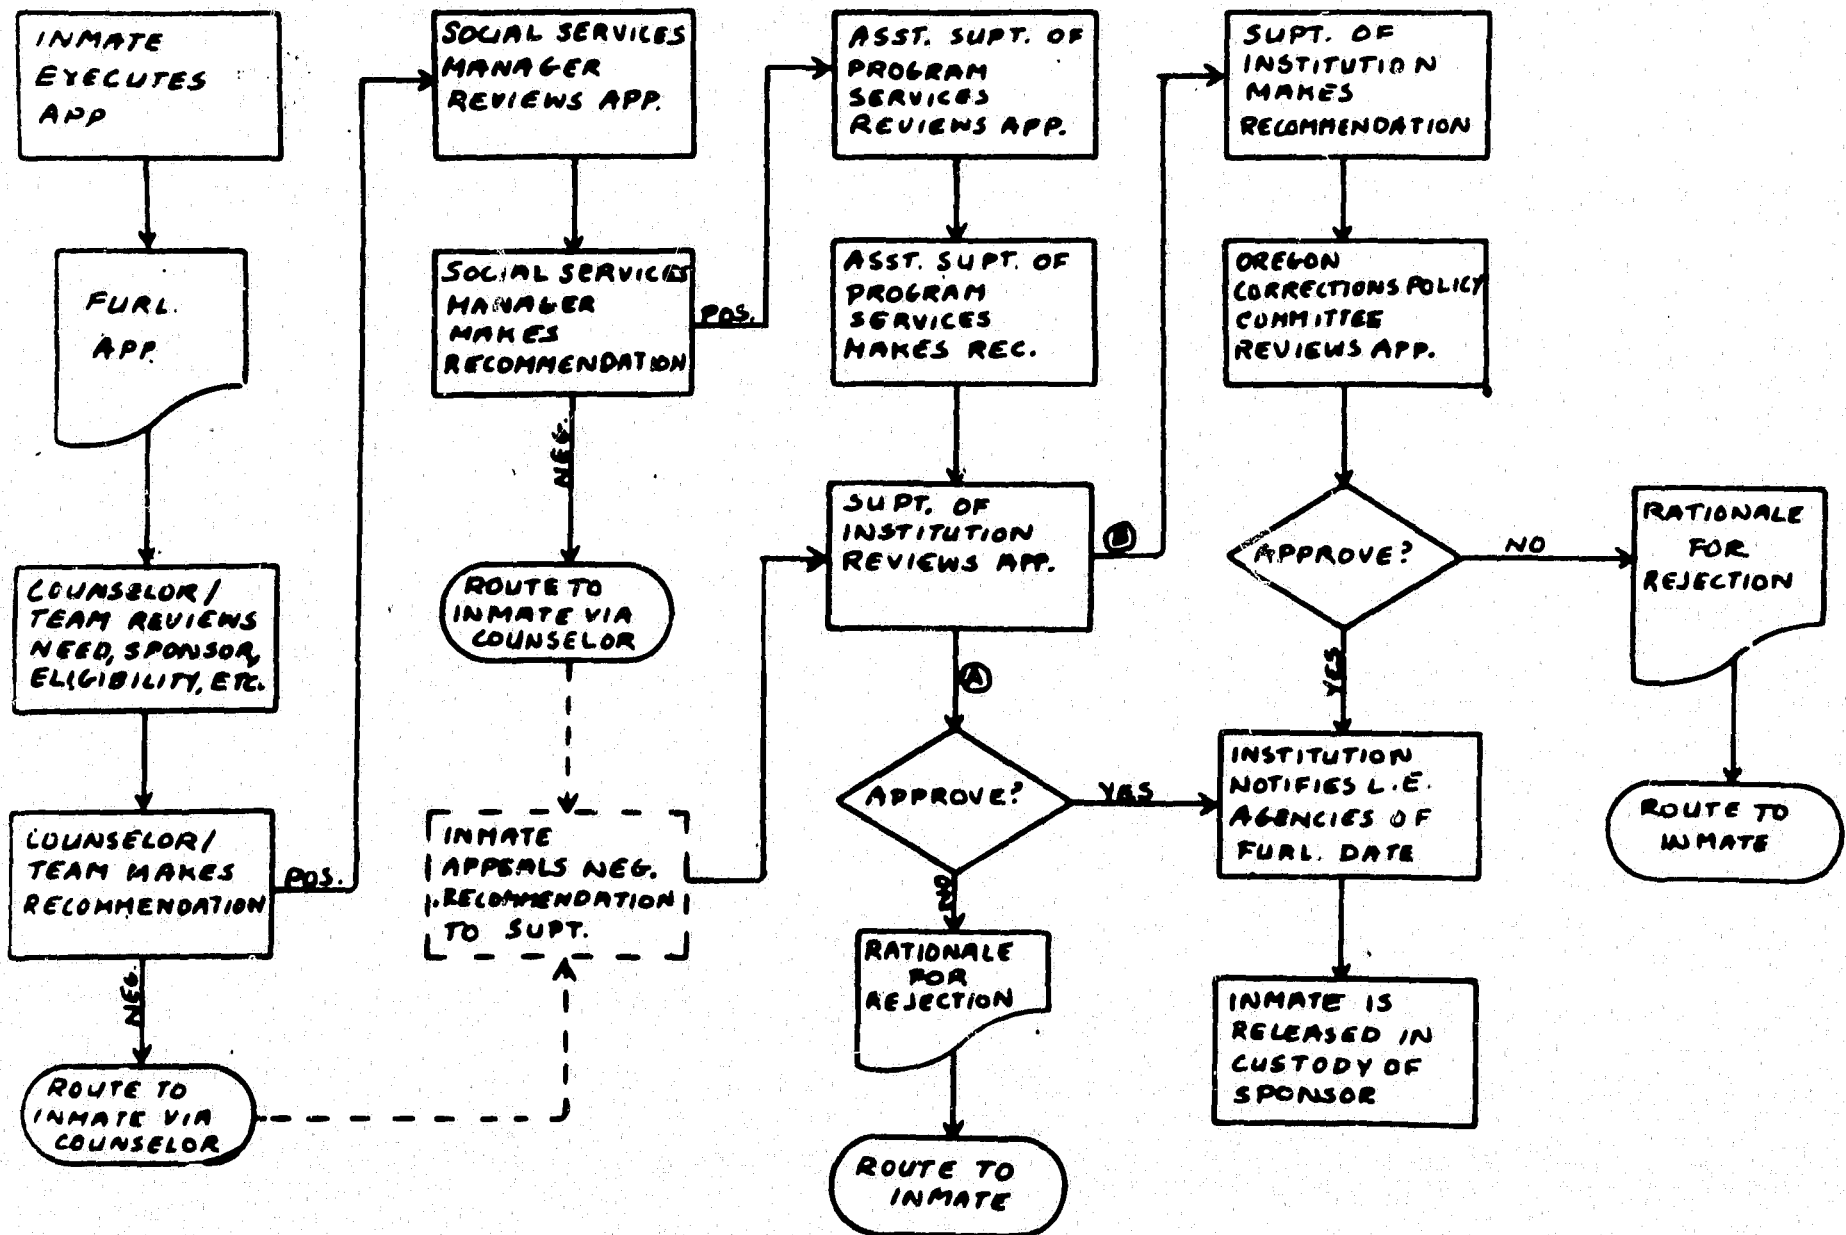 INMATE
EXECUTES
APP
FURL.
APP.
COUNSELOR/
TEAM REVIEWS
NEED, SPONSOR,
ELIGIBILITY, ETC.
COUNSELOR/
TEAM MAKES
RECOMMENDATION
POS.
NEG.
ROUTE TO
INMATE VIA
COUNSELOR
SOCIAL SERVICES
MANAGER
REVIEWS APP.
SOCIAL SERVICES
MANAGER
MAKES
RECOMMENDATION
POS.
NEG.
ROUTE TO
INMATE VIA
COUNSELOR
INMATE
APPEALS NEG.
RECOMMENDATION
TO SUPT.
ASST. SUPT. OF
PROGRAM
SERVICES
REVIEWS APP.
ASST. SUPT. OF
PROGRAM
SERVICES
MAKES REC.
SUPT. OF
INSTITUTION
REVIEWS APP.
B
A
APPROVE?
YES
NO
RATIONALE
FOR
REJECTION
ROUTE TO
INMATE
SUPT. OF
INSTITUTION
MAKES
RECOMMENDATION
OREGON
CORRECTIONS POLICY
COMMITTEE
REVIEWS APP.
APPROVE?
NO
YES
INSTITUTION
NOTIFIES L.E.
AGENCIES OF
FURL. DATE
INMATE IS
RELEASED IN
CUSTODY OF
SPONSOR
RATIONALE
FOR
REJECTION
ROUTE TO
INMATE